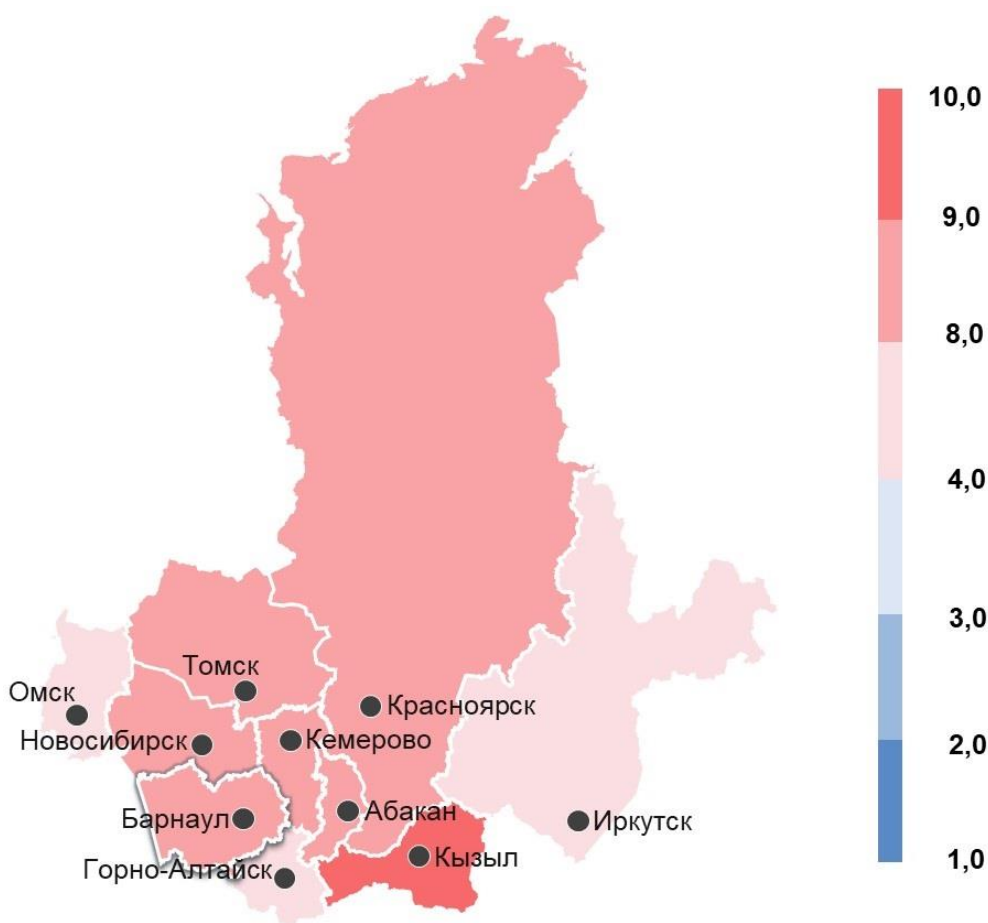 10,0
9,0
8,0
4,0
3,0
2,0
1,0
Томск
Омск
Красноярск
Новосибирск
Кемерово
Барнаул
Абакан
Иркутск
Горно-Алтайск
Кызыл